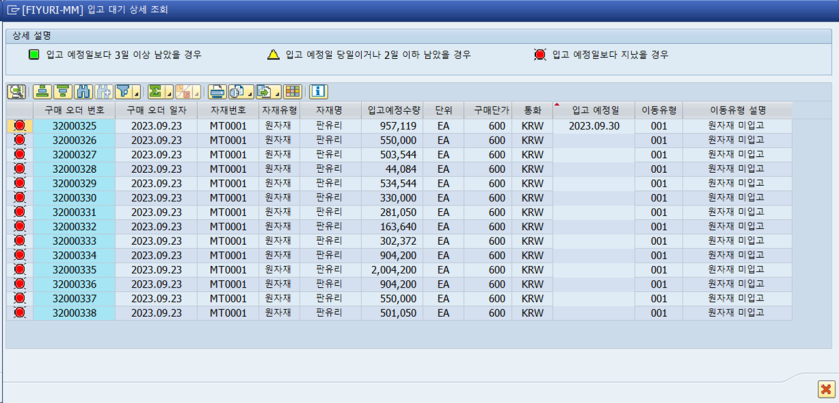 [FIYURI-MM] 입고 대기 상세 조회
상세 설명
입고 예정일보다 3일 이상 남았을 경우 입고 예정일 당일이거나 2일 이하 남았을 경우 입고 예정일보다 지났을 경우
구매 오더 번호 구매 오더 일자 자재번호 자재유형 자재명 입고예정수량 단위 구매단가 통화 입고 예정일 이동유형 이동유형 설명
32000325 2023.09.23 MT0001 원자재 판유리 957,119 EA 600 KRW 2023.09.30 001 원자재 미입고
32000326 2023.09.23 MT0001 원자재 판유리 550,000 EA 600 KRW 001 원자재 미입고
32000327 2023.09.23 MT0001 원자재 판유리 503,544 EA 600 KRW 001 원자재 미입고
32000328 2023.09.23 MT0001 원자재 판유리 44,084 EA 600 KRW 001 원자재 미입고
32000329 2023.09.23 MT0001 원자재 판유리 534,544 EA 600 KRW 001 원자재 미입고
32000330 2023.09.23 MT0001 원자재 판유리 330,000 EA 600 KRW 001 원자재 미입고
32000331 2023.09.23 MT0001 원자재 판유리 281,050 EA 600 KRW 001 원자재 미입고
32000332 2023.09.23 MT0001 원자재 판유리 163,640 EA 600 KRW 001 원자재 미입고
32000333 2023.09.23 MT0001 원자재 판유리 302,372 EA 600 KRW 001 원자재 미입고
32000334 2023.09.23 MT0001 원자재 판유리 904,200 EA 600 KRW 001 원자재 미입고
32000335 2023.09.23 MT0001 원자재 판유리 2,004,200 EA 600 KRW 001 원자재 미입고
32000336 2023.09.23 MT0001 원자재 판유리 904,200 EA 600 KRW 001 원자재 미입고
32000337 2023.09.23 MT0001 원자재 판유리 550,000 EA 600 KRW 001 원자재 미입고
32000338 2023.09.23 MT0001 원자재 판유리 501,050 EA 600 KRW 001 원자재 미입고